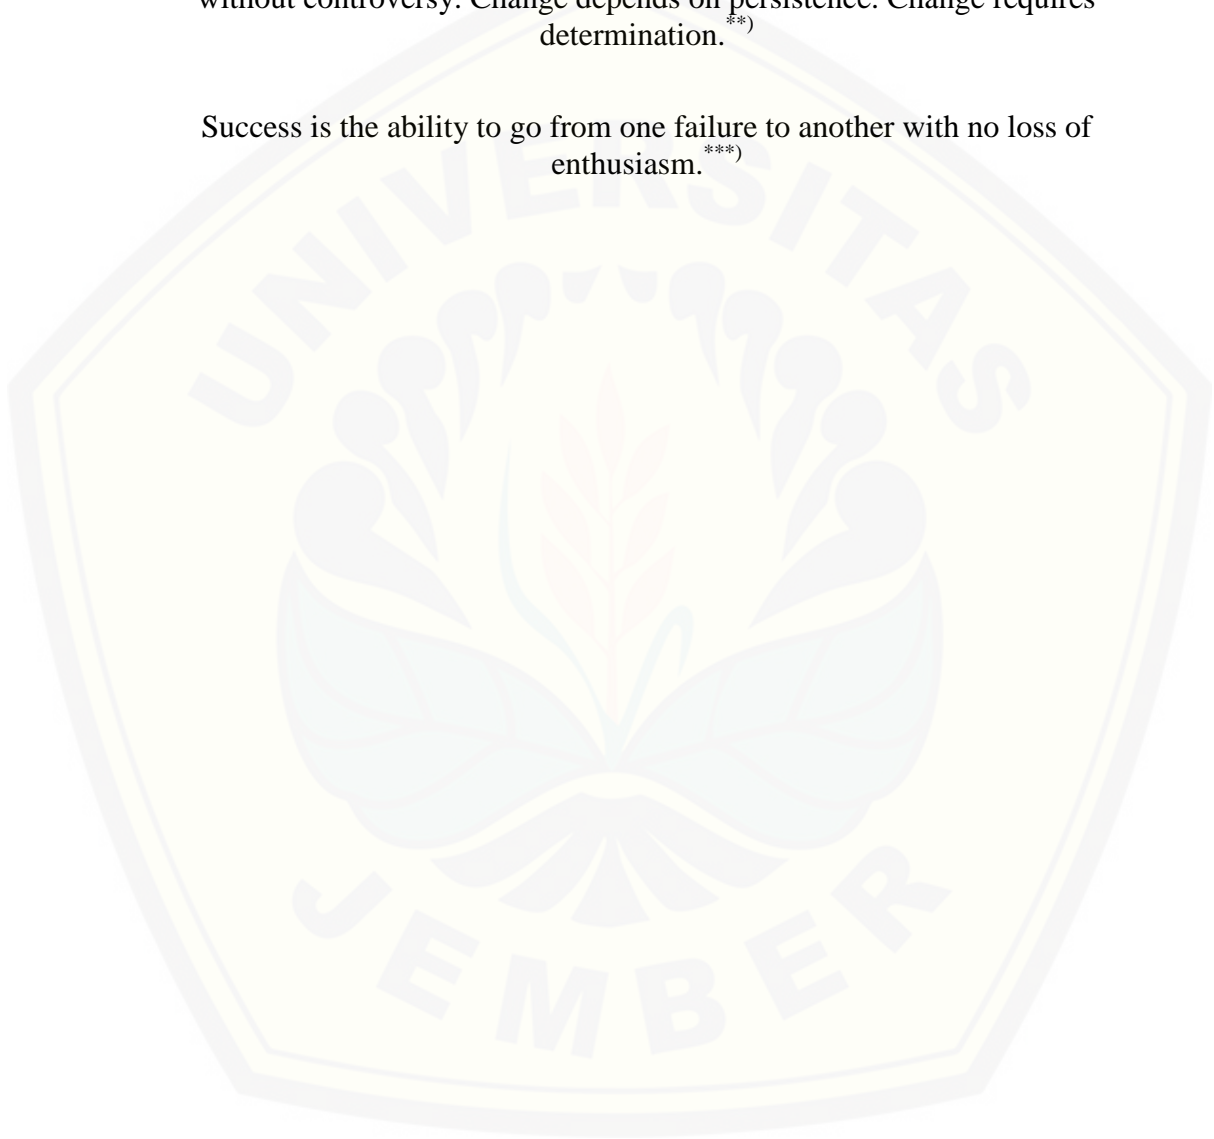 without controversy. Change depends on persistence. Change requires
determination.**)
Success is the ability to go from one failure to another with no loss of
enthusiasm.***)
UNIVERSITAS
JEMBER